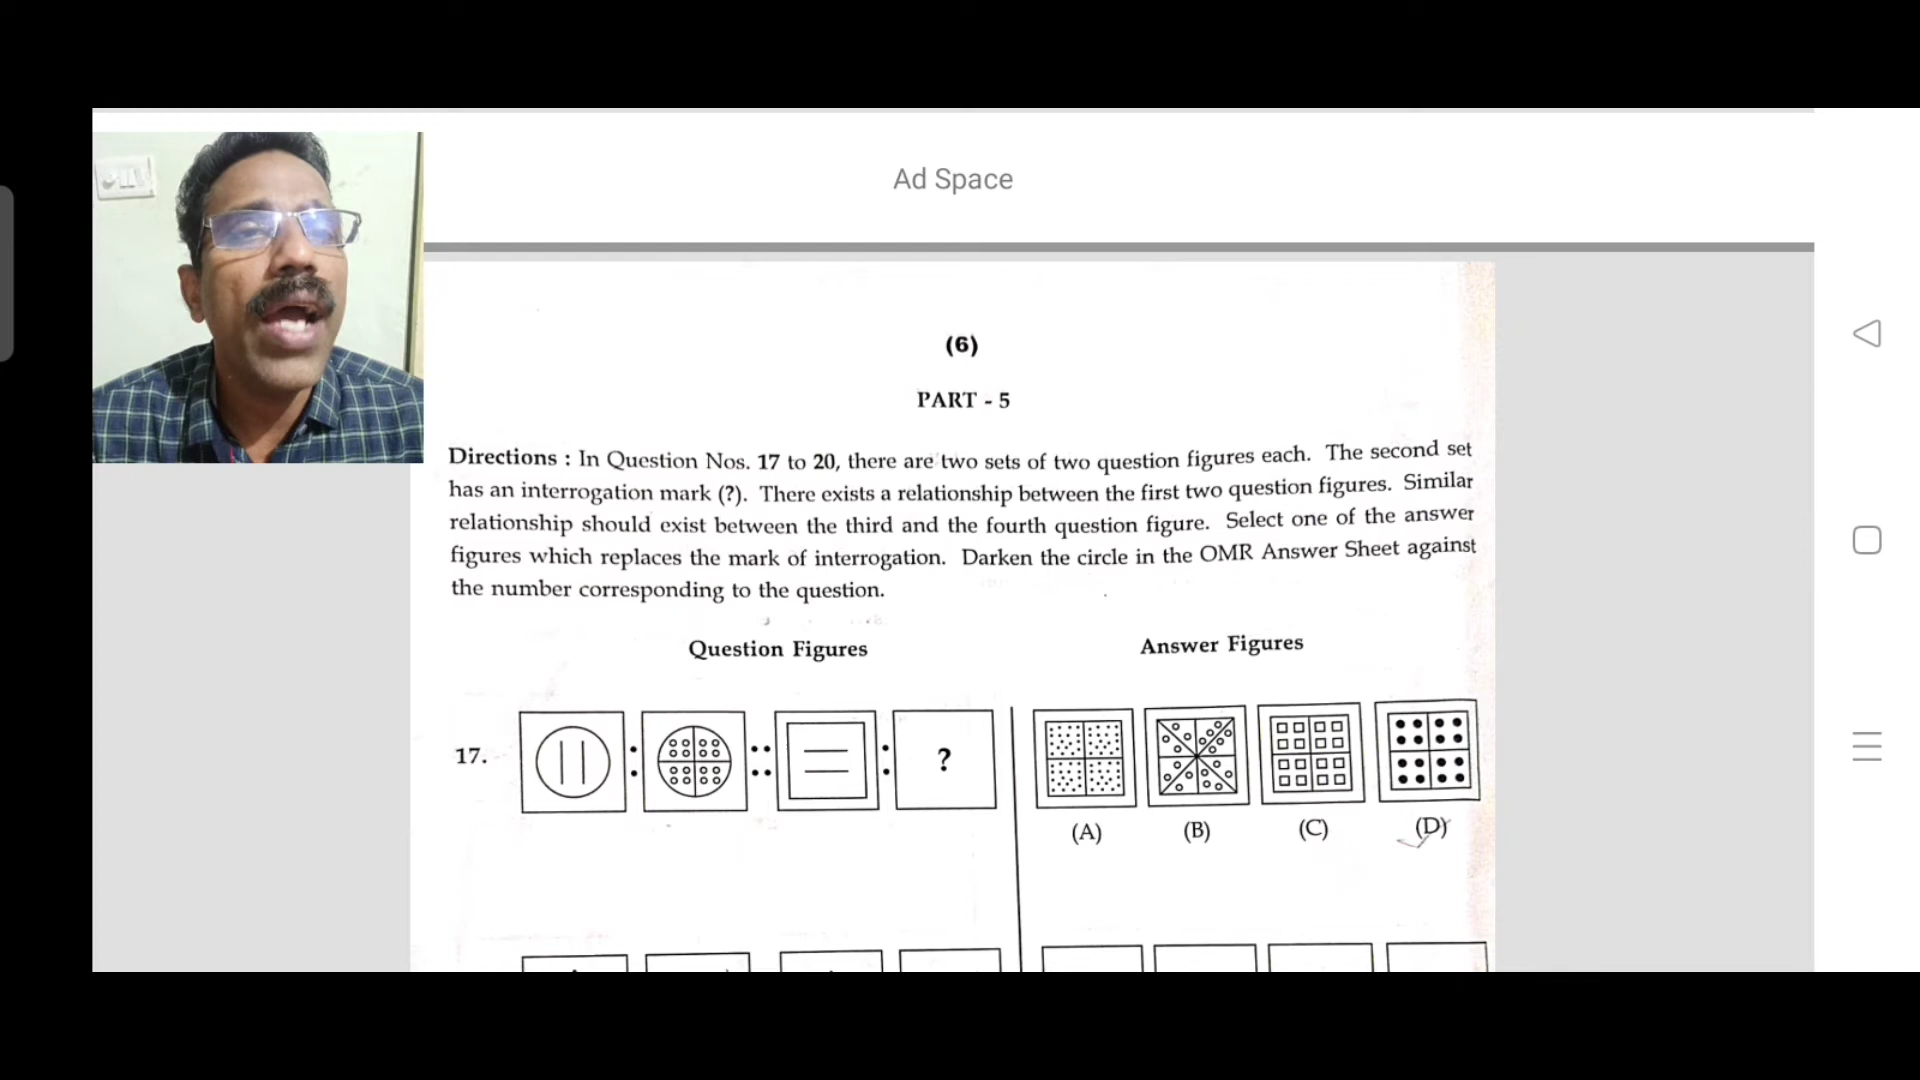 Ad Space
(6)
PART - 5
Directions : In Question Nos. 17 to 20, there are two sets of two question figures each. The second set
has an interrogation mark (?). There exists a relationship between the first two question figures. Similar
relationship should exist between the third and the fourth question figure. Select one of the answer
figures which replaces the mark of interrogation. Darken the circle in the OMR Answer Sheet against
the number corresponding to the question.
Question Figures
Answer Figures
17.
: :: : ?
(A) (B) (C) (D)